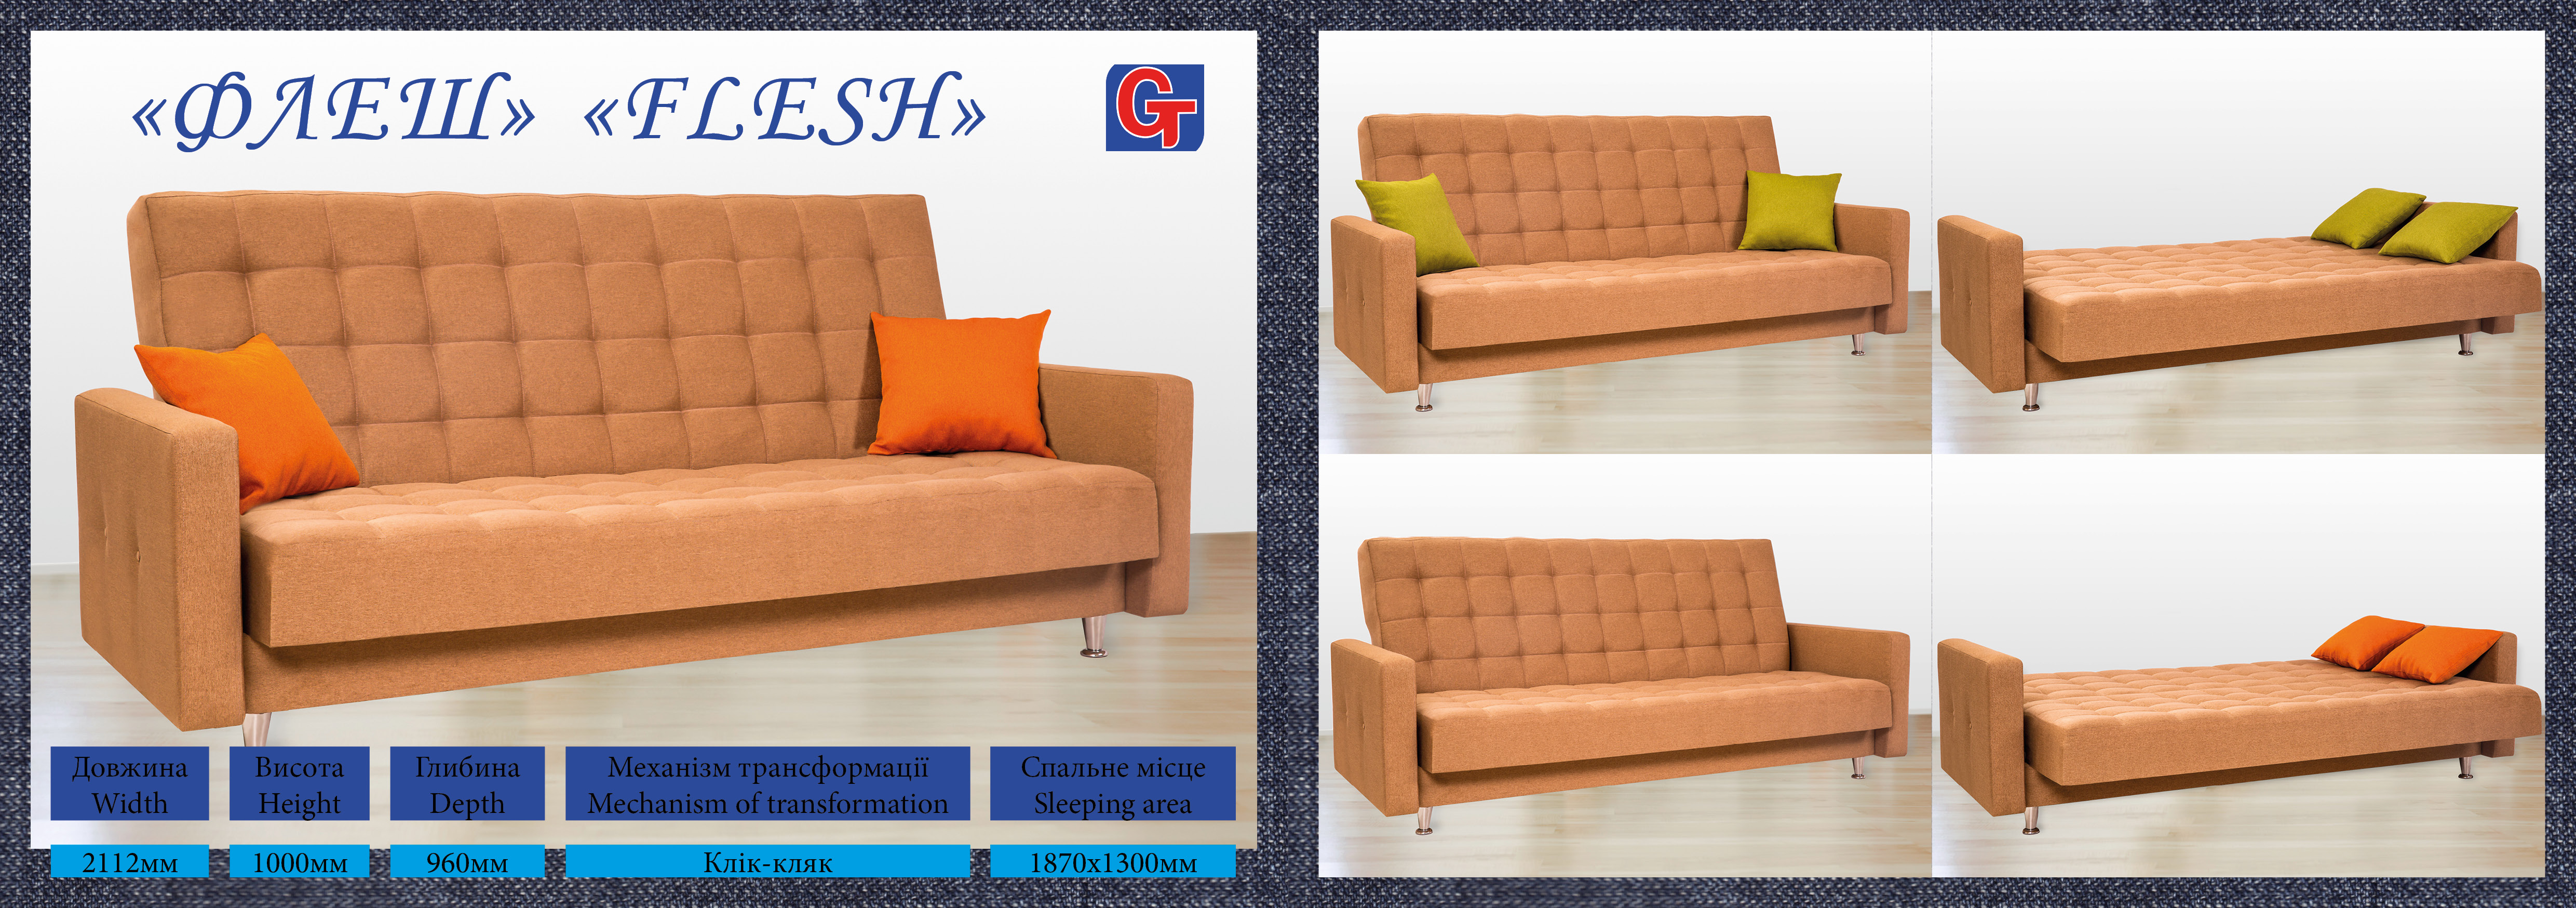 «ФЛЕШ» «FLESH»
GT
Довжина
Width
Висота
Height
Глибина
Depth
Механізм трансформації
Mechanism of transformation
Спальне місце
Sleeping area
2112мм
1000мм
960мм
Клік-кляк
1870х1300мм